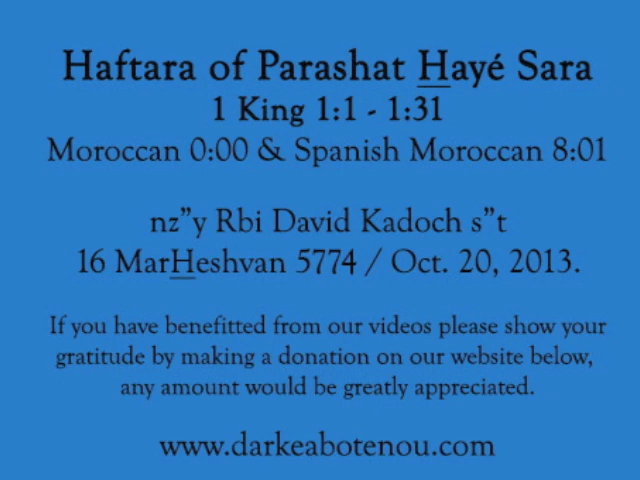 Haftara of Parashat Hayé Sara
1 King 1:1 - 1:31
Moroccan 0:00 & Spanish Moroccan 8:01
nz”y Rbi David Kadoch s”t
16 MarHeshvan 5774 / Oct. 20, 2013.
If you have benefitted from our videos please show your
gratitude by making a donation on our website below,
any amount would be greatly appreciated.
www.darkeabotenou.com